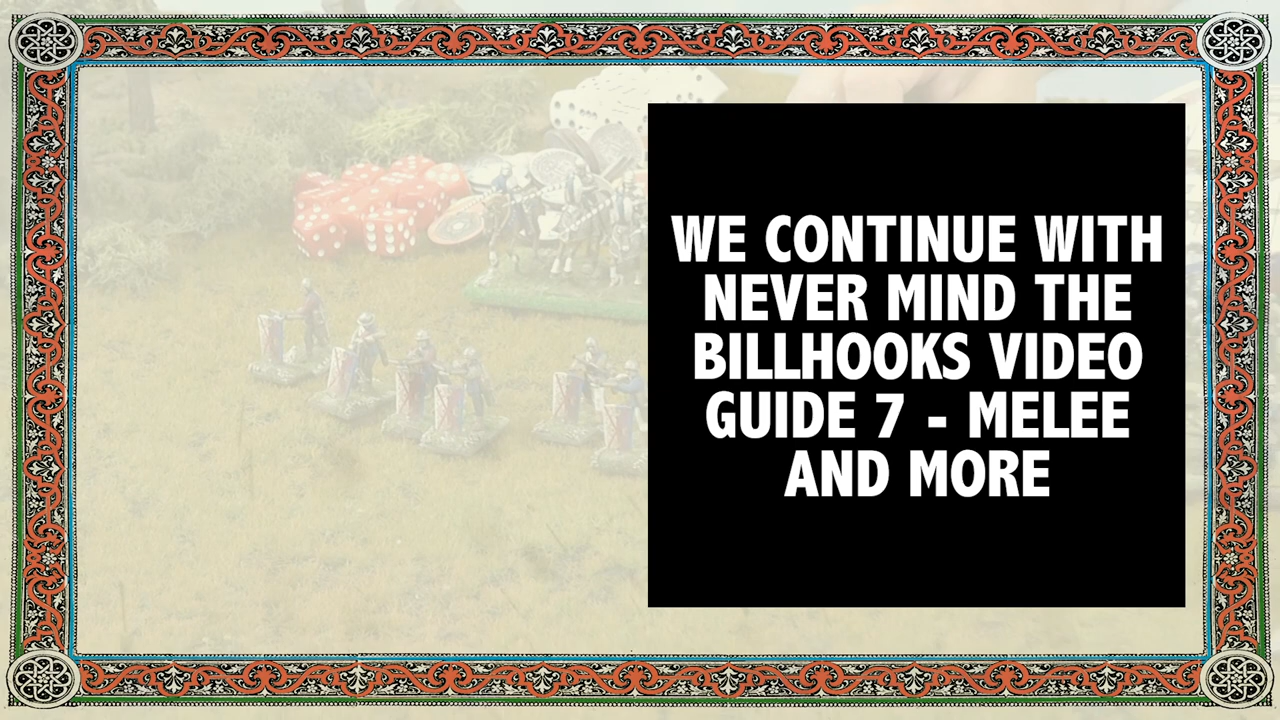 WE CONTINUE WITH
NEVER MIND THE
BILLHOOKS VIDEO
GUIDE 7 - MELEE
AND MORE